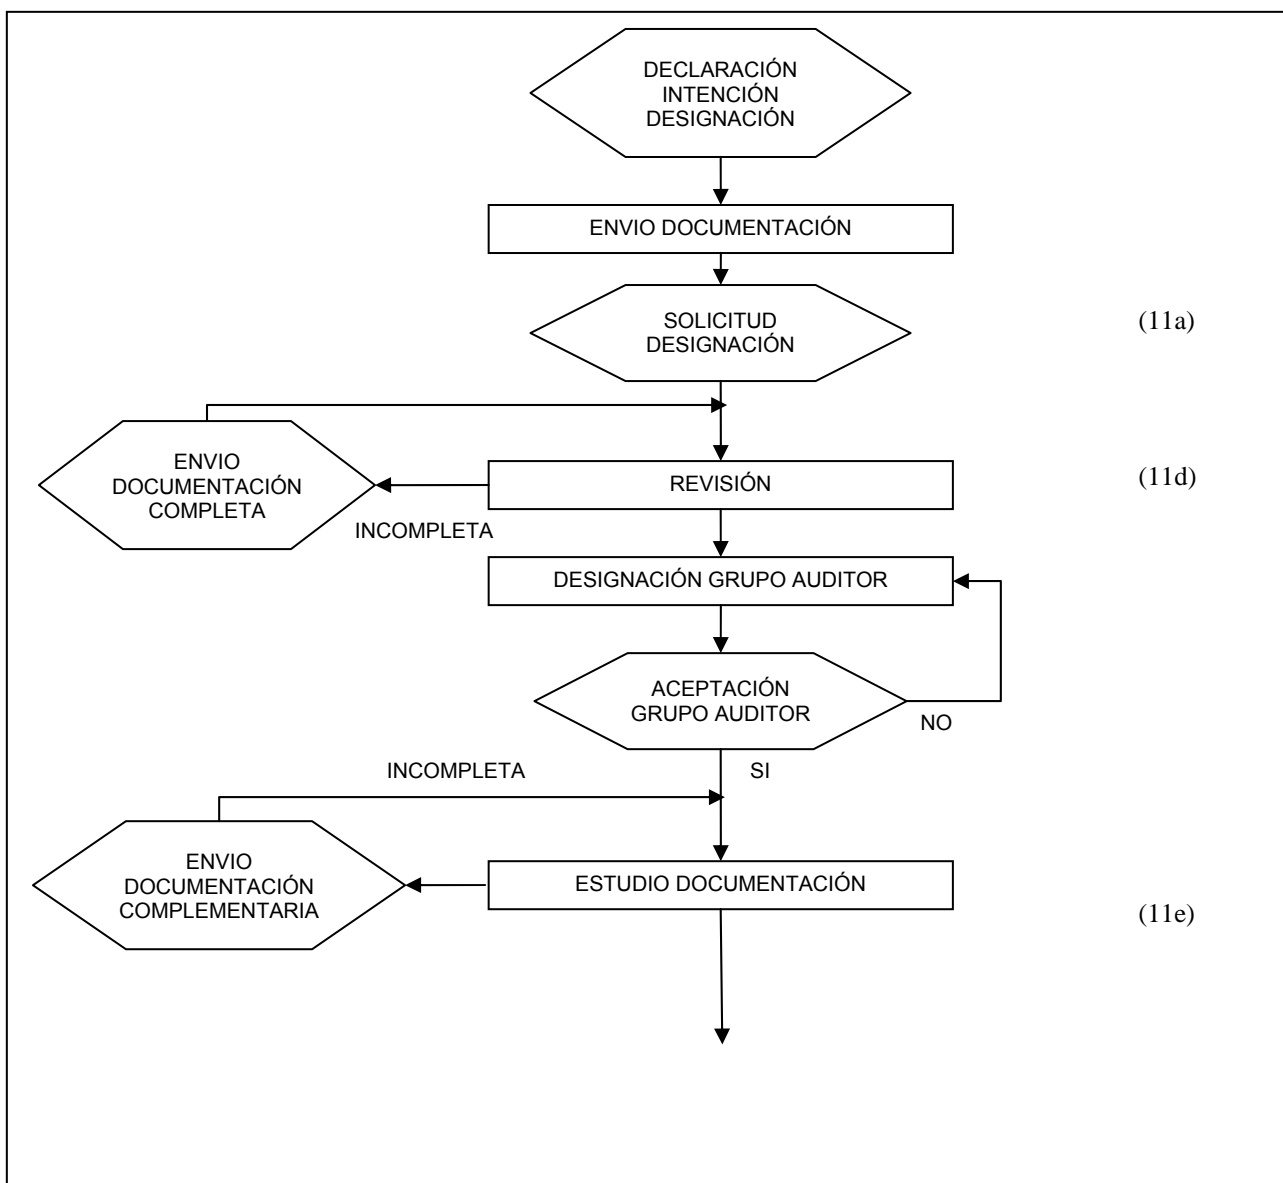 DECLARACIÓN
INTENCIÓN
DESIGNACIÓN
ENVIO DOCUMENTACIÓN
SOLICITUD
DESIGNACIÓN
(11a)
ENVIO
DOCUMENTACIÓN
COMPLETA
INCOMPLETA
REVISIÓN
(11d)
DESIGNACIÓN GRUPO AUDITOR
ACEPTACIÓN
GRUPO AUDITOR
NO
SI
INCOMPLETA
ENVIO
DOCUMENTACIÓN
COMPLEMENTARIA
ESTUDIO DOCUMENTACIÓN
(11e)